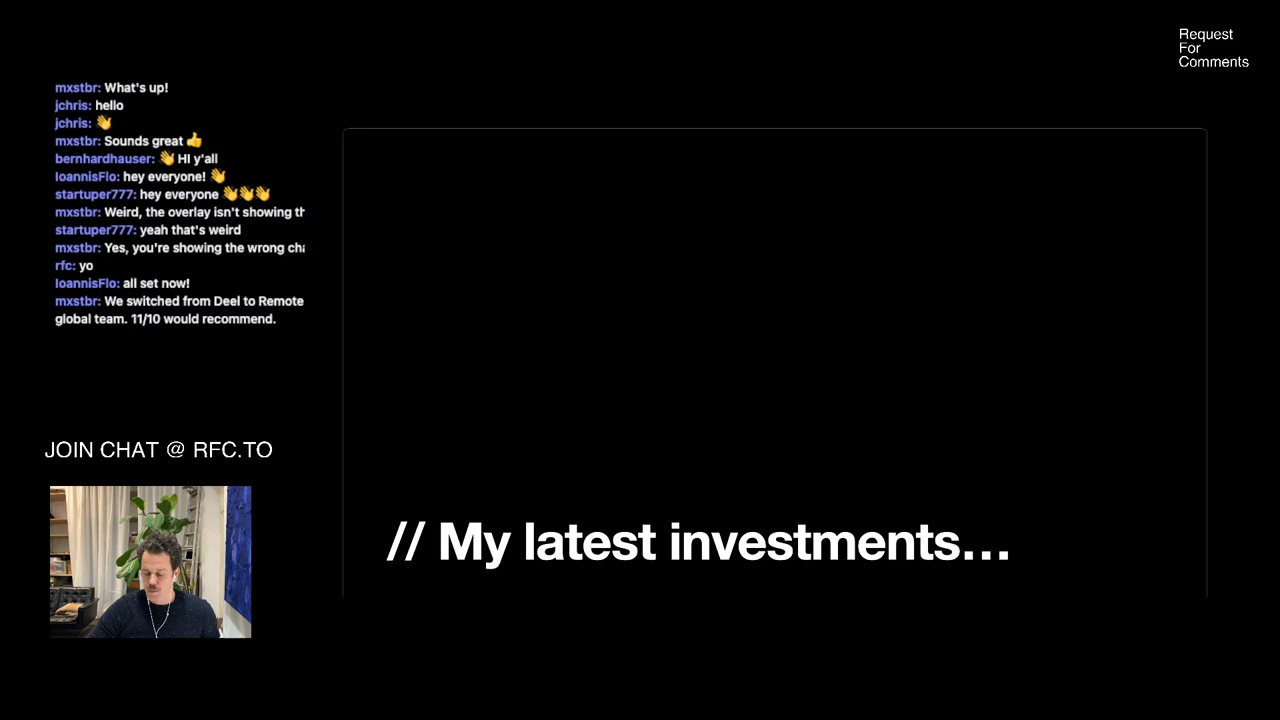 Request
For
Comments
mxstbr: What's up!
jchris: hello
jchris: 👋
mxstbr: Sounds great 👍
bernhardhauser: 👋 HI y'all
IoannisFlo: hey everyone! 👋
startuper777: hey everyone 👋👋👋
mxstbr: Weird, the overlay isn't showing
startuper777: yeah that's weird
mxstbr: Yes, you're showing the wrong
rfc: yo
IoannisFlo: all set now!
mxstbr: We switched from Deel to Remote
global team. 11/10 would recommend.
JOIN CHAT @ RFC.TO
// My latest investments…